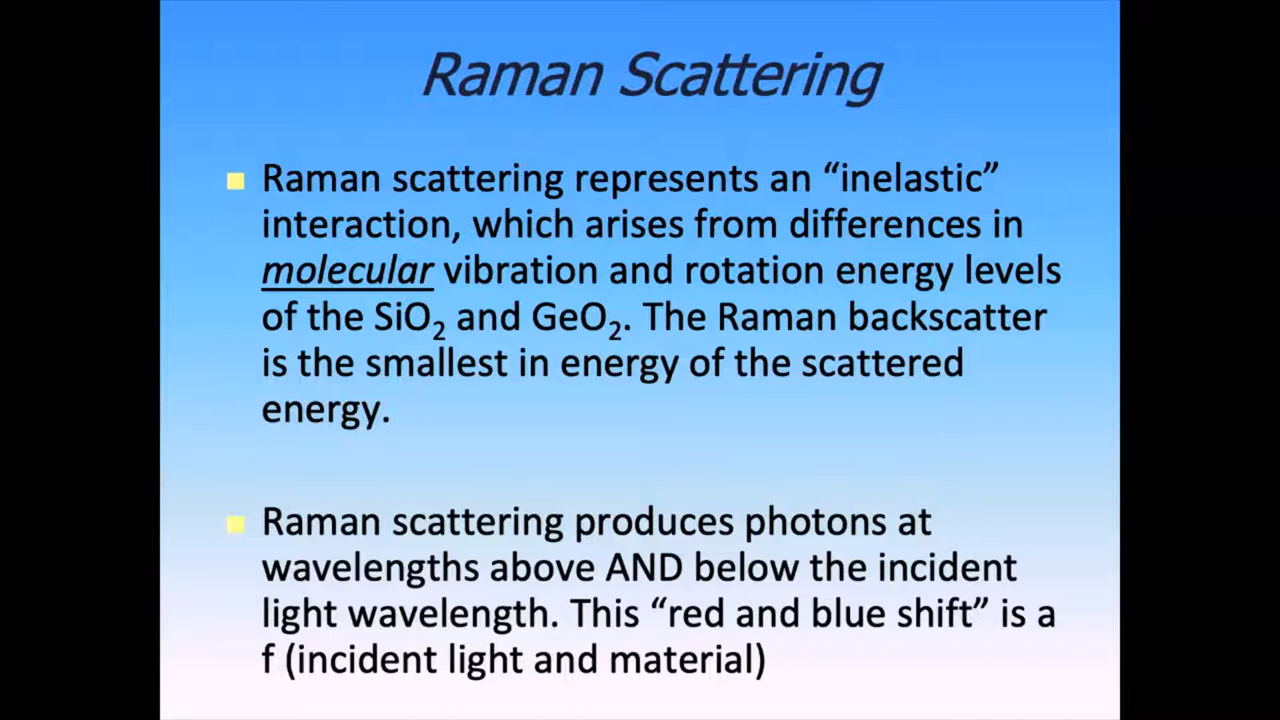 Raman Scattering
Raman scattering represents an “inelastic”
interaction, which arises from differences in
molecular vibration and rotation energy levels
of the SiO₂ and GeO₂. The Raman backscatter
is the smallest in energy of the scattered
energy.
Raman scattering produces photons at
wavelengths above AND below the incident
light wavelength. This “red and blue shift” is a
f (incident light and material)